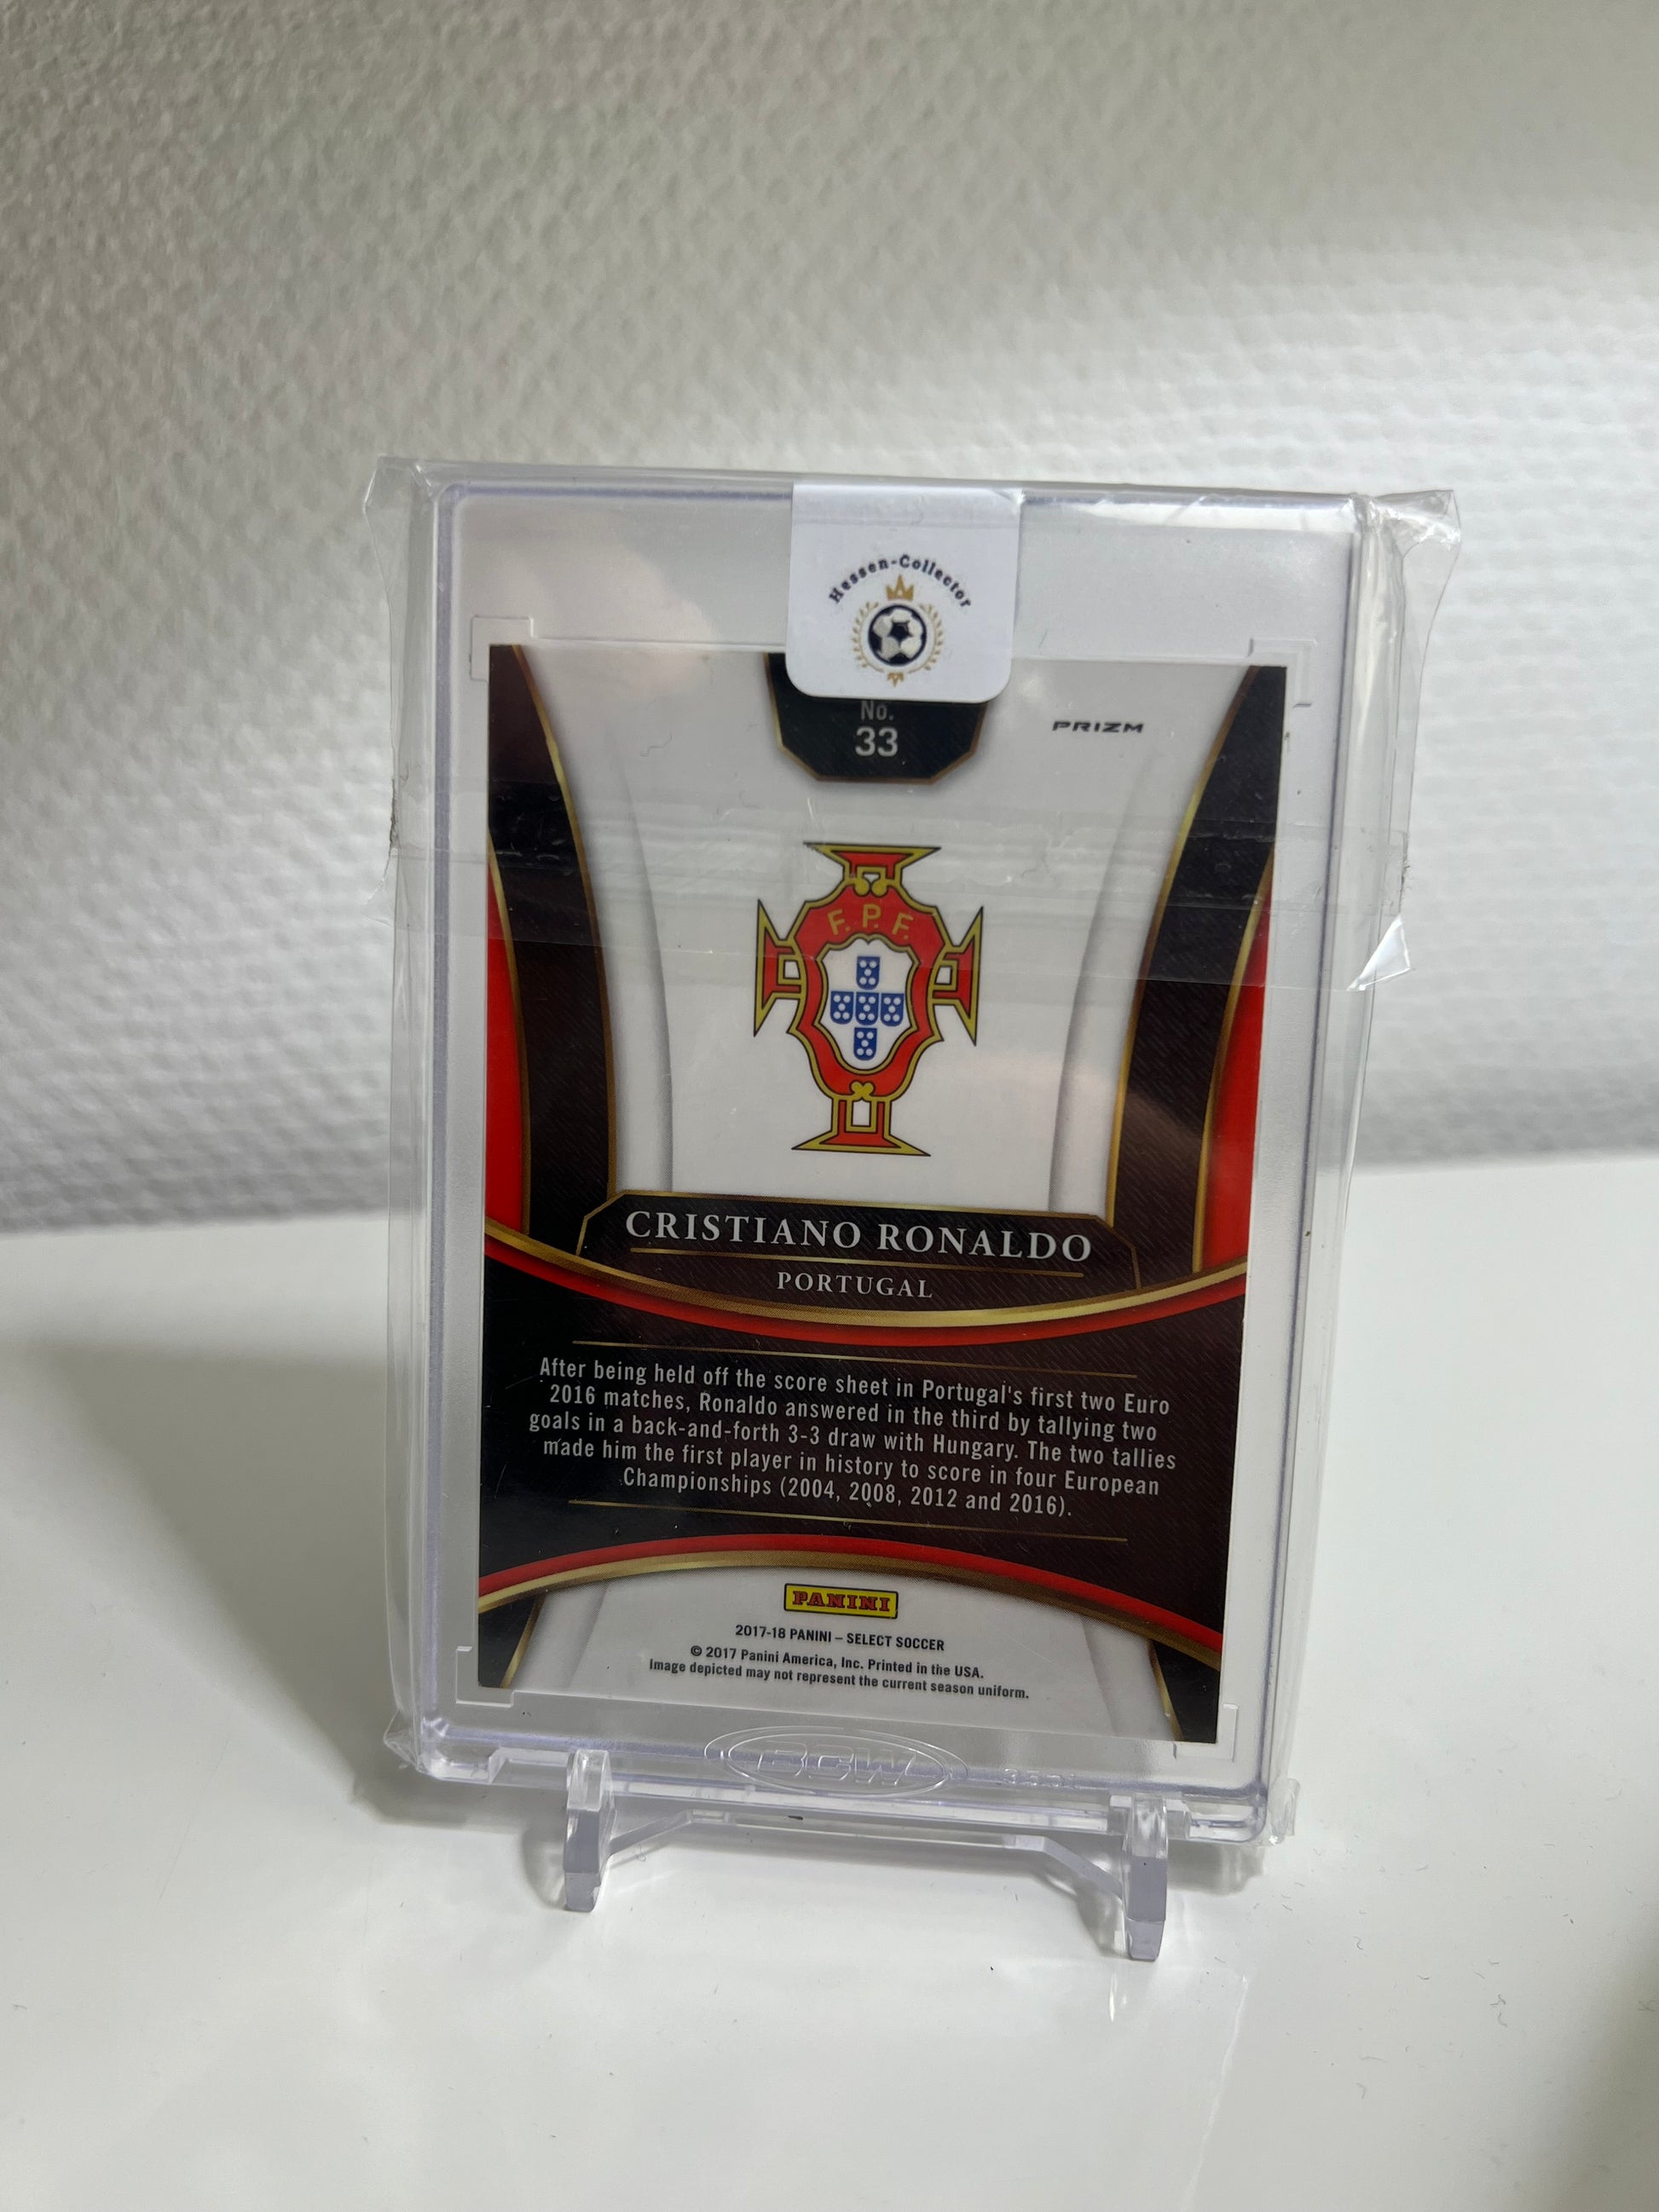 Hessen-Collector
No.
33
PRIZM
F.P.F.
CRISTIANO RONALDO
PORTUGAL
After being held off the score sheet in Portugal's first two Euro
2016 matches, Ronaldo answered in the third by tallying two
goals in a back-and-forth 3-3 draw with Hungary. The two tallies
made him the first player in history to score in four European
Championships (2004, 2008, 2012 and 2016).
PANINI
2017-18 PANINI – SELECT SOCCER
© 2017 Panini America, Inc. Printed in the USA.
Image depicted may not represent the current season uniform.
BCW